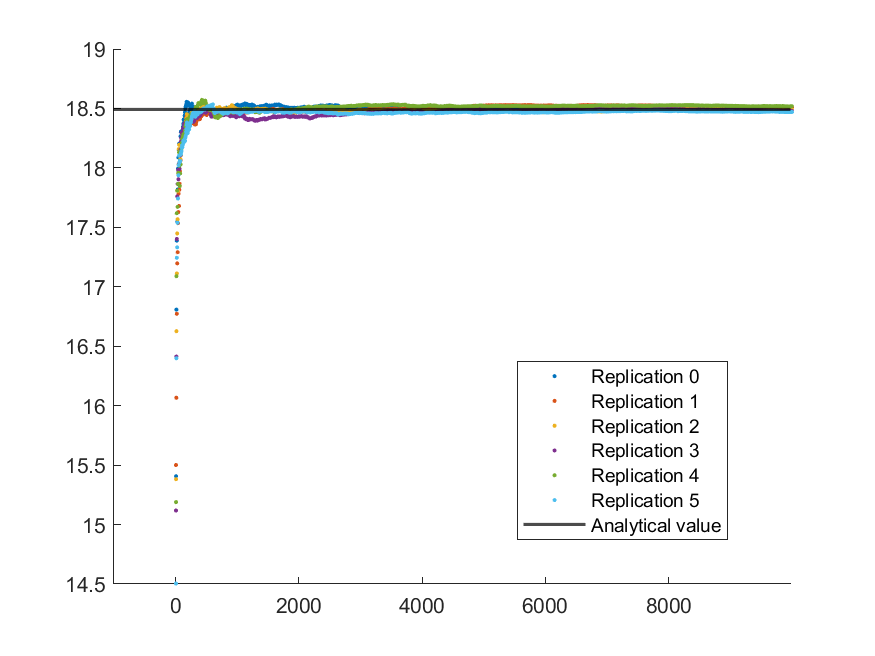 19
18.5
18
17.5
17
16.5
16
15.5
15
14.5
0
2000
4000
6000
8000
Replication 0
Replication 1
Replication 2
Replication 3
Replication 4
Replication 5
Analytical value